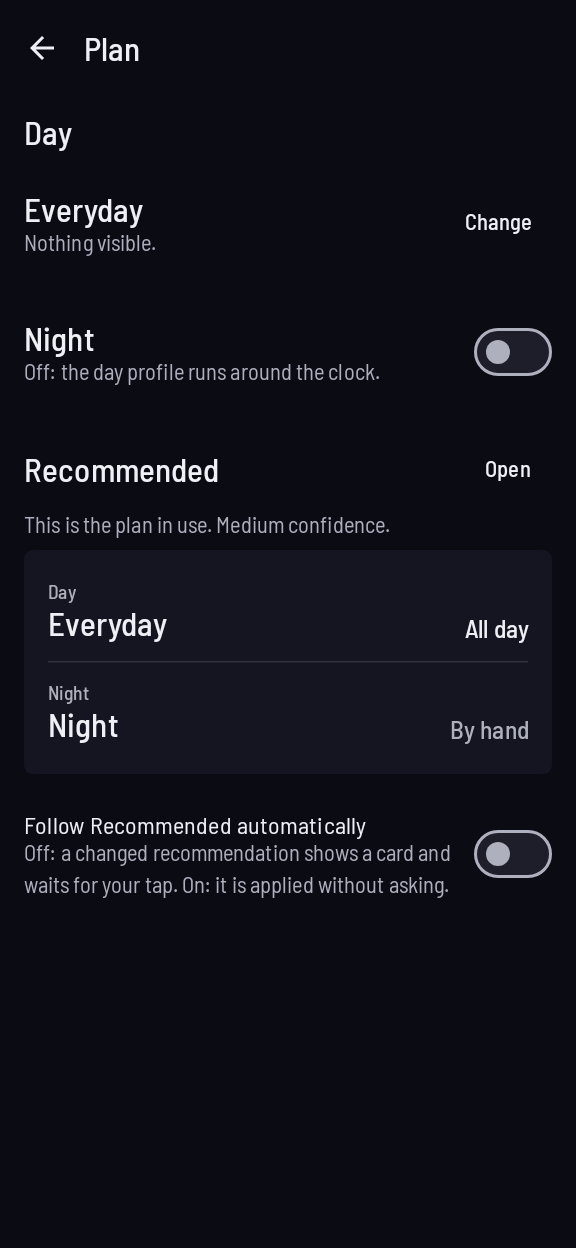 Plan
Day
Everyday
Nothing visible.
Change
Night
Off: the day profile runs around the clock.
Recommended
Open
This is the plan in use. Medium confidence.
Day
Everyday
All day
Night
Night
By hand
Follow Recommended automatically
Off: a changed recommendation shows a card and
waits for your tap. On: it is applied without asking.